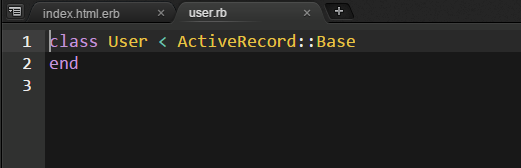 index.html.erb × user.rb × +
1 class User < ActiveRecord::Base
2 end
3